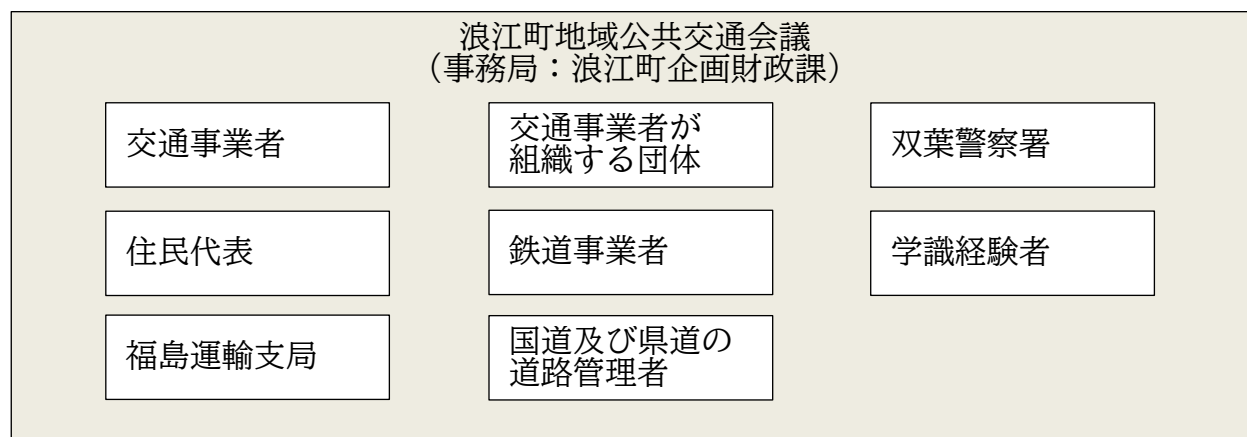 浪江町地域公共交通会議
（事務局：浪江町企画財政課）
交通事業者
交通事業者が
組織する団体
双葉警察署
住民代表
鉄道事業者
学識経験者
福島運輸支局
国道及び県道の
道路管理者